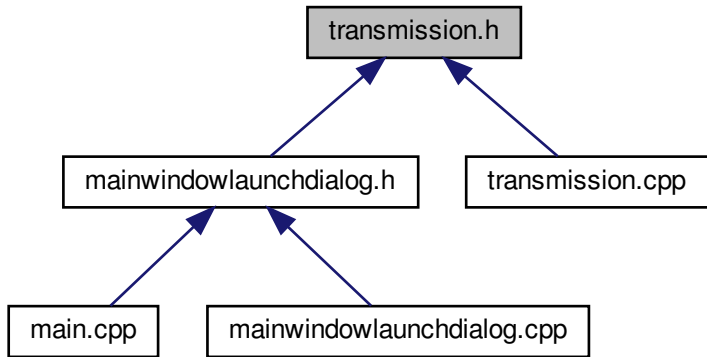 transmission.h
mainwindowlaunchdialog.h
transmission.cpp
main.cpp
mainwindowlaunchdialog.cpp